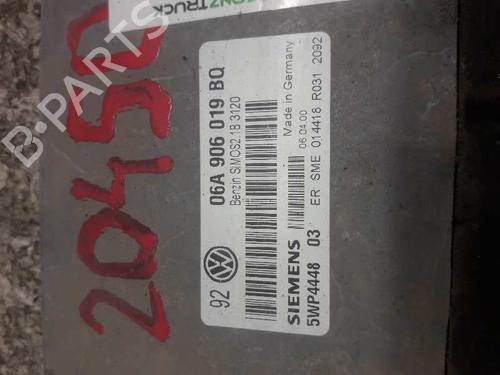 ONZTRUCK
B-PARTS
20450
06A 906 019 BQ
Benzin SIMOS2.1B 3120
Made in Germany
06.04.00
ER SME 014418 R031 2092
92
SIEMENS
5WP4448 03